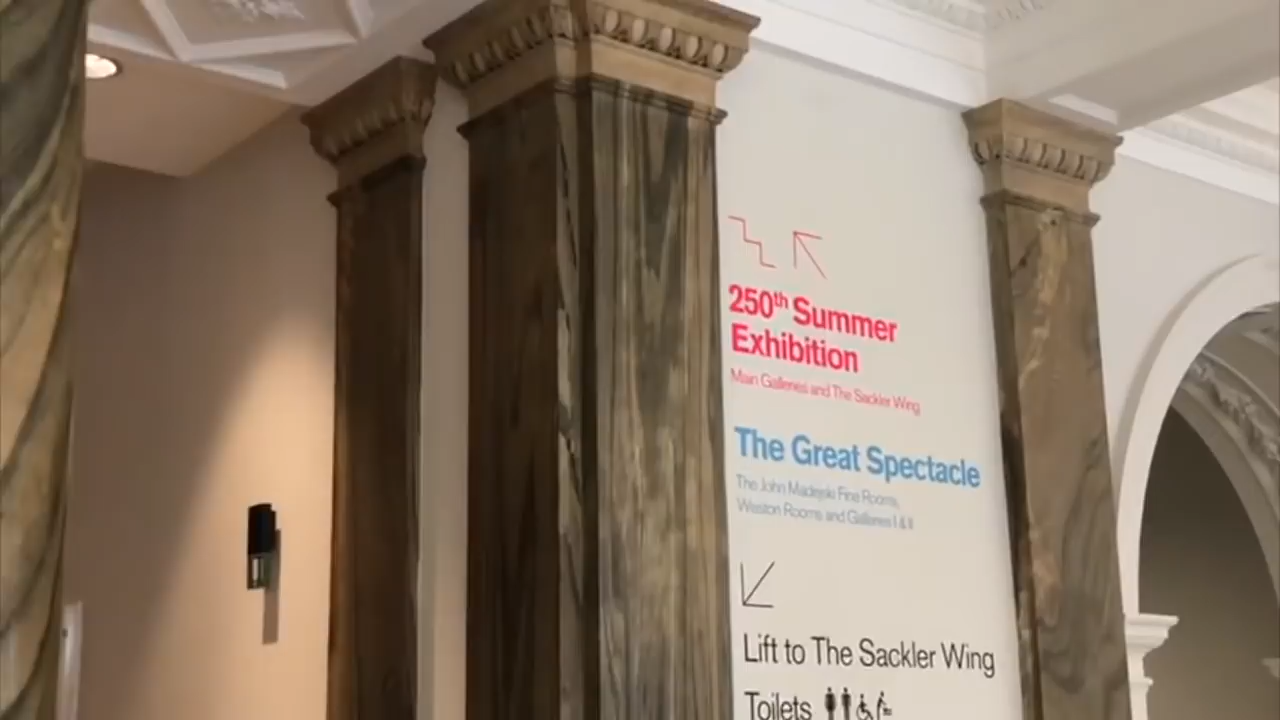 250th Summer
Exhibition
Main Galleries and The Sackler Wing
The Great Spectacle
The John Madejski Fine Rooms,
Weston Rooms and Galleries I & II
Lift to The Sackler Wing
Toilets